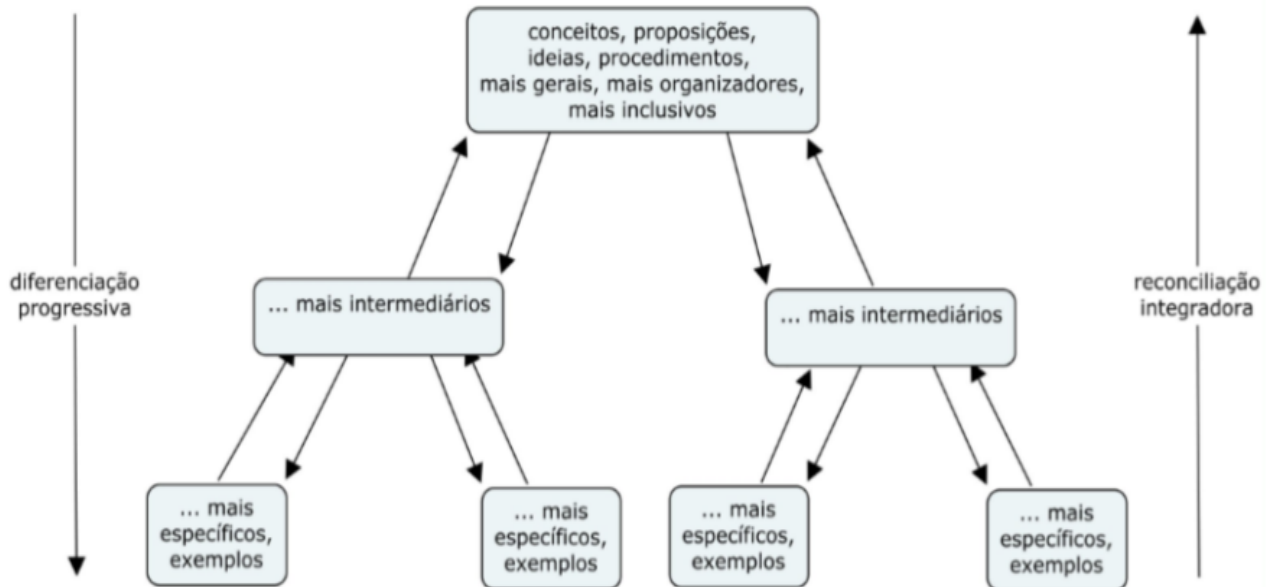 conceitos, proposições,
ideias, procedimentos,
mais gerais, mais organizadores,
mais inclusivos
diferenciação
progressiva
... mais intermediários
... mais intermediários
reconciliação
integradora
... mais
específicos,
exemplos
... mais
específicos,
exemplos
... mais
específicos,
exemplos
... mais
específicos,
exemplos